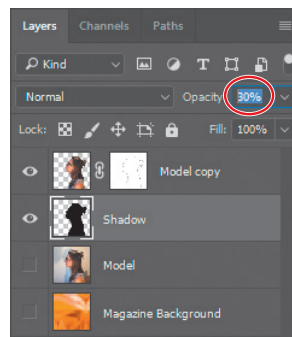 Layers Channels Paths
Kind
Normal Opacity: 30%
Lock: Fill: 100%
Model copy
Shadow
Model
Magazine Background